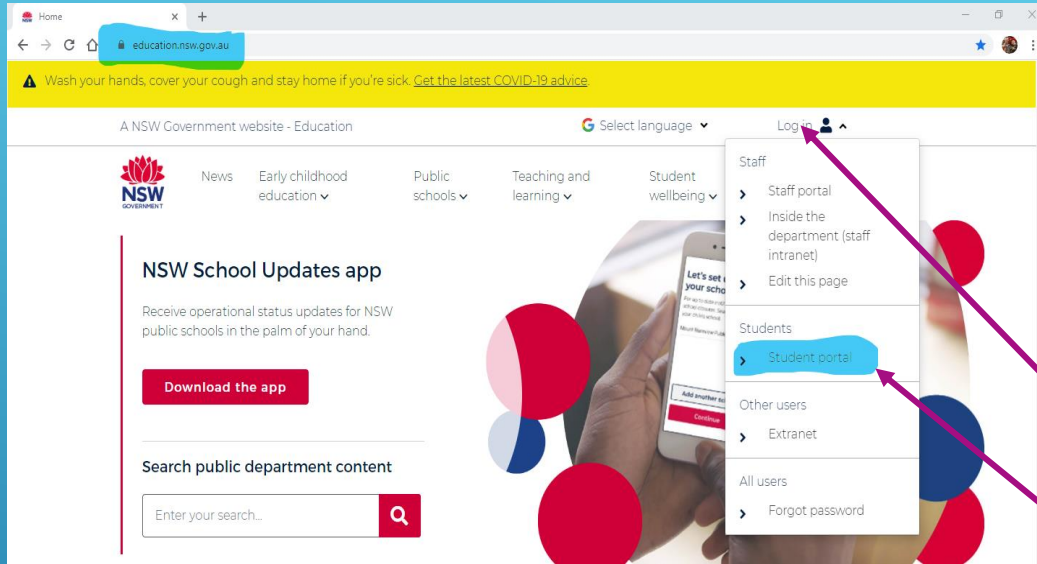 Home
education.nsw.gov.au
Wash your hands, cover your cough and stay home if you're sick. Get the latest COVID-19 advice.
A NSW Government website - Education
Select language
Log in
NSW
GOVERNMENT
News
Early childhood
education
Public
schools
Teaching and
learning
Student
wellbeing
Staff
Staff portal
Inside the
department (staff
intranet)
Edit this page
Students
Student portal
Other users
Extranet
All users
Forgot password
NSW School Updates app
Receive operational status updates for NSW
public schools in the palm of your hand.
Download the app
Search public department content
Enter your search...
Let's set
your scho
Add another sc
Continue